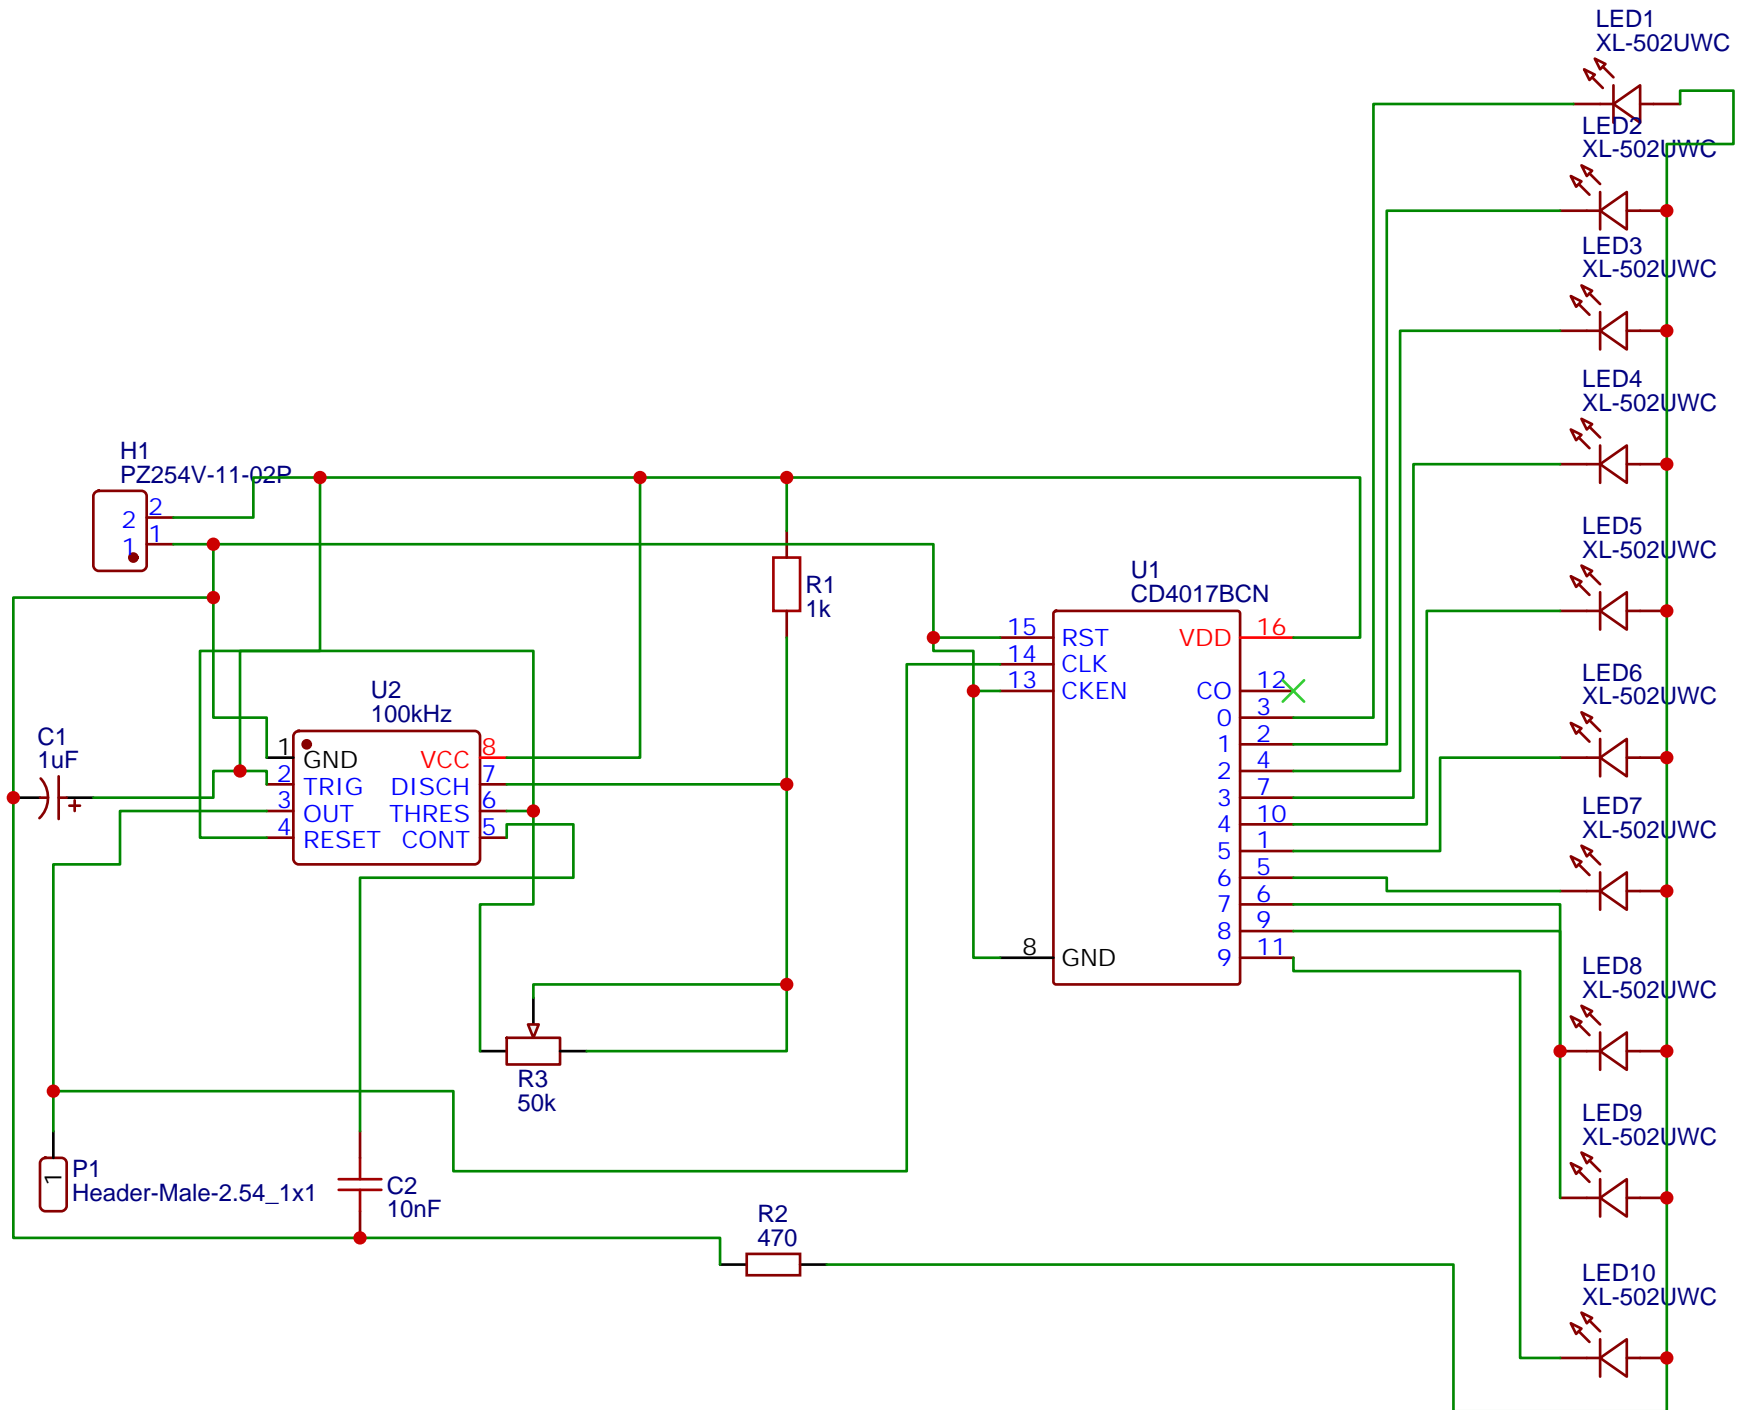 LED1
XL-502UWC
LED2
XL-502UWC
LED3
XL-502UWC
LED4
XL-502UWC
H1
PZ254V-11-02P
2 2
1 1
LED5
XL-502UWC
R1
1k
U1
CD4017BCN
15 RST VDD 16
14 CLK
13 CKEN CO 12
0 3
1 2
2 4
3 7
4 10
5 1
6 5
7 6
8 9
8 GND 9 11
U2
100kHz
1 GND VCC 8
2 TRIG DISCH 7
3 OUT THRES 6
4 RESET CONT 5
C1
1uF
+
LED6
XL-502UWC
LED7
XL-502UWC
LED8
XL-502UWC
R3
50k
LED9
XL-502UWC
1
P1
Header-Male-2.54_1x1
C2
10nF
R2
470
LED10
XL-502UWC